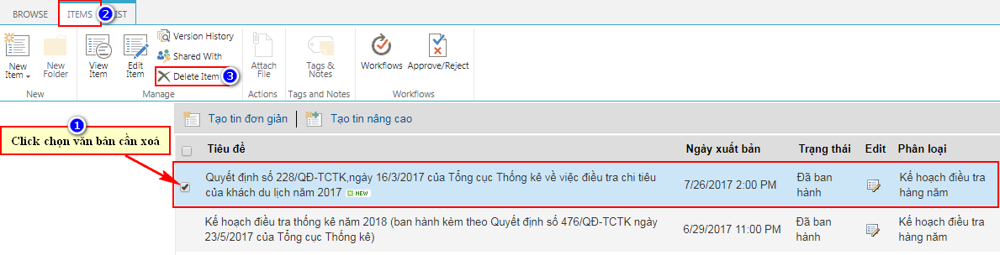 BROWSE ITEMS 2 LIST
Version History
Shared With
Delete Item 3
New Item
New Folder
View Item
Edit Item
Attach File
Tags & Notes
Workflows
Approve/Reject
New
Manage
Actions
Tags and Notes
Workflows
1
Click chọn văn bản cần xoá
Tạo tin đơn giản
Tạo tin nâng cao
Tiêu đề Ngày xuất bản Trạng thái Edit Phân loại
Quyết định số 228/QĐ-TCTK,ngày 16/3/2017 của Tổng cục Thống kê về việc điều tra chi tiêu
của khách du lịch năm 2017 NEW
7/26/2017 2:00 PM
Đã ban
hành
Kế hoạch điều tra
hàng năm
Kế hoạch điều tra thống kê năm 2018 (ban hành kèm theo Quyết định số 476/QĐ-TCTK ngày
23/5/2017 của Tổng cục Thống kê)
6/29/2017 11:00 PM
Đã ban
hành
Kế hoạch điều tra
hàng năm